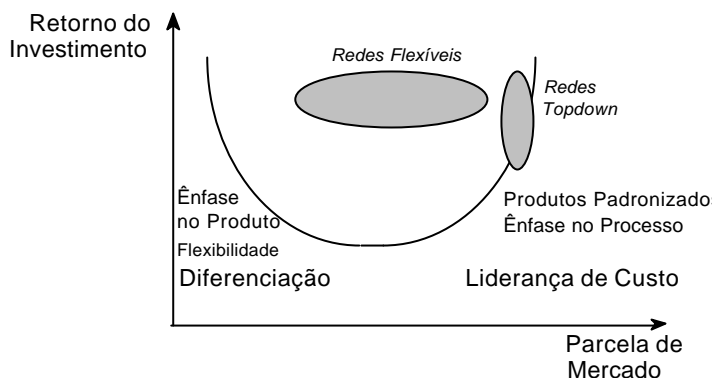 Retorno do
Investimento
Redes Flexíveis
Redes
Topdown
Ênfase
no Produto
Flexibilidade
Diferenciação
Produtos Padronizados
Ênfase no Processo
Liderança de Custo
Parcela de
Mercado